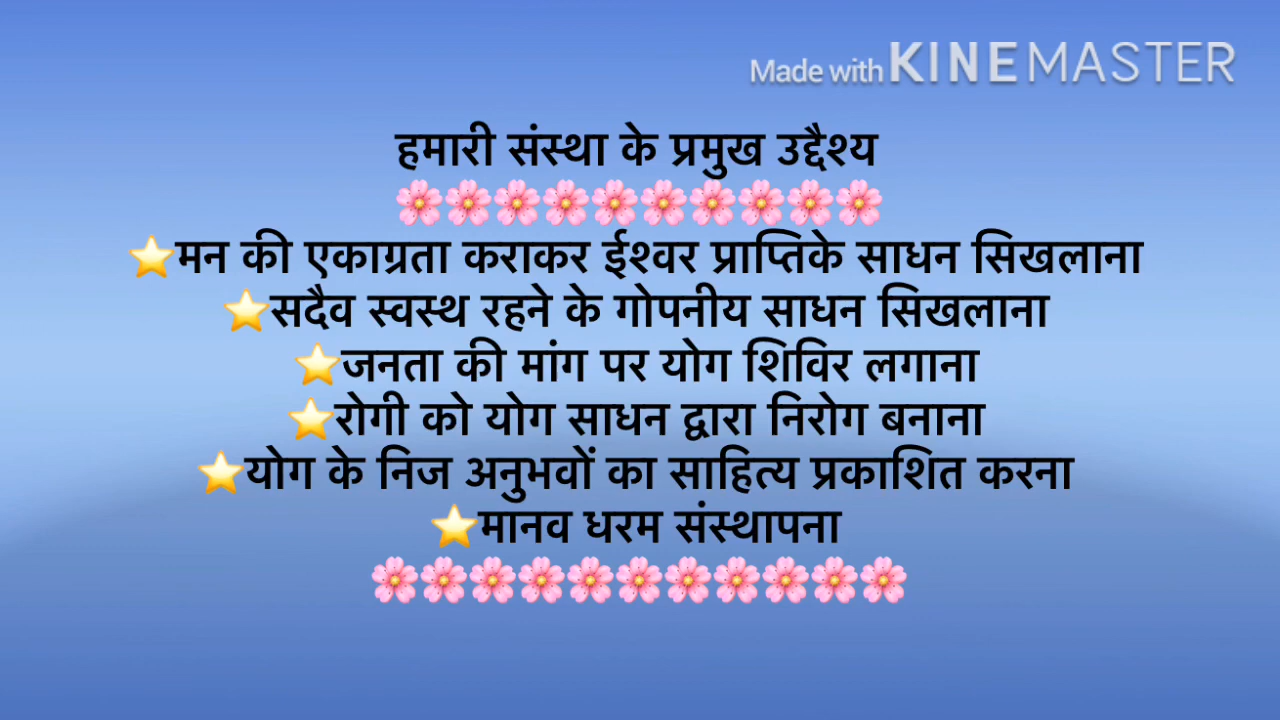 Made with KINEMASTER
हमारी संस्था के प्रमुख उद्दैश्य
🌸🌸🌸🌸🌸🌸🌸🌸🌸🌸
⭐मन की एकाग्रता कराकर ईश्वर प्राप्तिके साधन सिखलाना
⭐सदैव स्वस्थ रहने के गोपनीय साधन सिखलाना
⭐जनता की मांग पर योग शिविर लगाना
⭐रोगी को योग साधन द्वारा निरोग बनाना
⭐योग के निज अनुभवों का साहित्य प्रकाशित करना
⭐मानव धरम संस्थापना
🌸🌸🌸🌸🌸🌸🌸🌸🌸🌸🌸